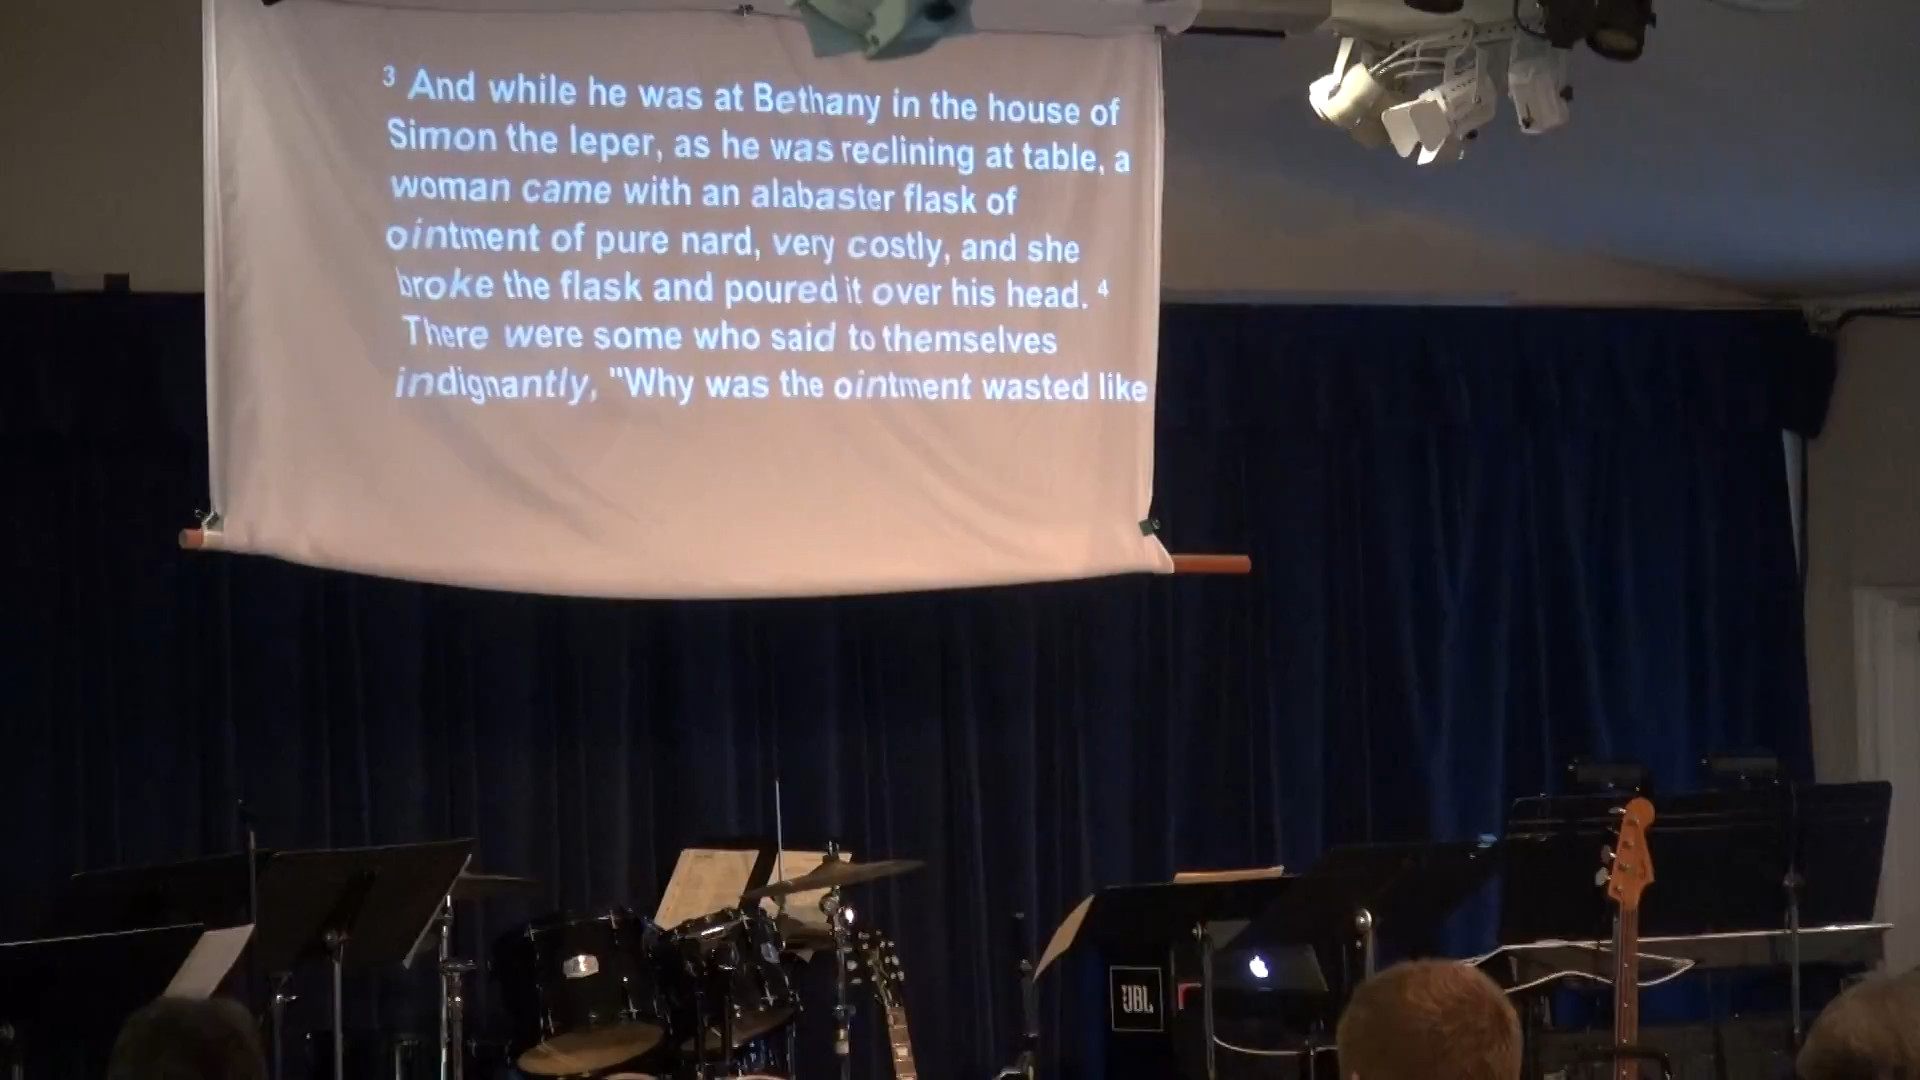 3 And while he was at Bethany in the house of
Simon the leper, as he was reclining at table, a
woman came with an alabaster flask of
ointment of pure nard, very costly, and she
broke the flask and poured it over his head. 4
There were some who said to themselves
indignantly, "Why was the ointment wasted like
JBL